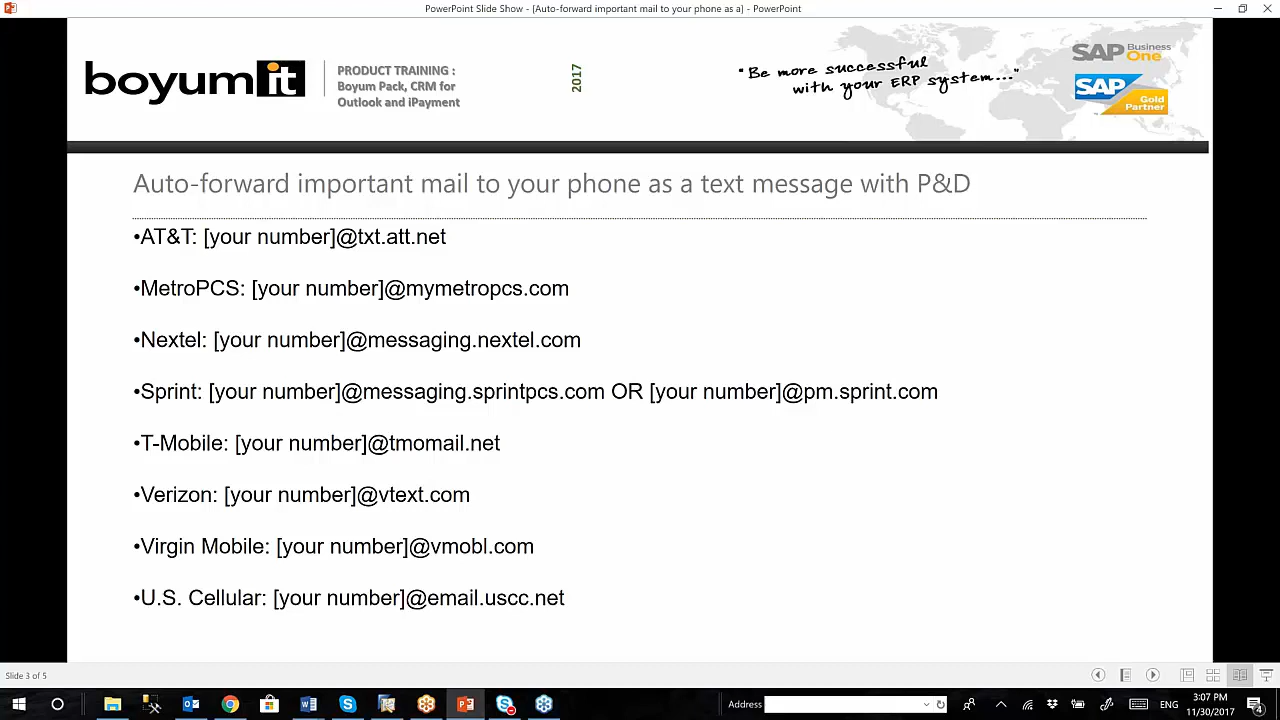 PowerPoint Slide Show - [Auto-forward important mail to your phone as a] - PowerPoint
boyumit
PRODUCT TRAINING :
Boyum Pack, CRM for
Outlook and iPayment
2017
"Be more successful
with your ERP system..."
SAP Business
One
SAP
Gold
Partner
Auto-forward important mail to your phone as a text message with P&D
•AT&T: [your number]@txt.att.net
•MetroPCS: [your number]@mymetropcs.com
•Nextel: [your number]@messaging.nextel.com
•Sprint: [your number]@messaging.sprintpcs.com OR [your number]@pm.sprint.com
•T-Mobile: [your number]@tmomail.net
•Verizon: [your number]@vtext.com
•Virgin Mobile: [your number]@vmobl.com
•U.S. Cellular: [your number]@email.uscc.net
Slide 3 of 5
Address
ENG
3:07 PM
11/30/2017
4